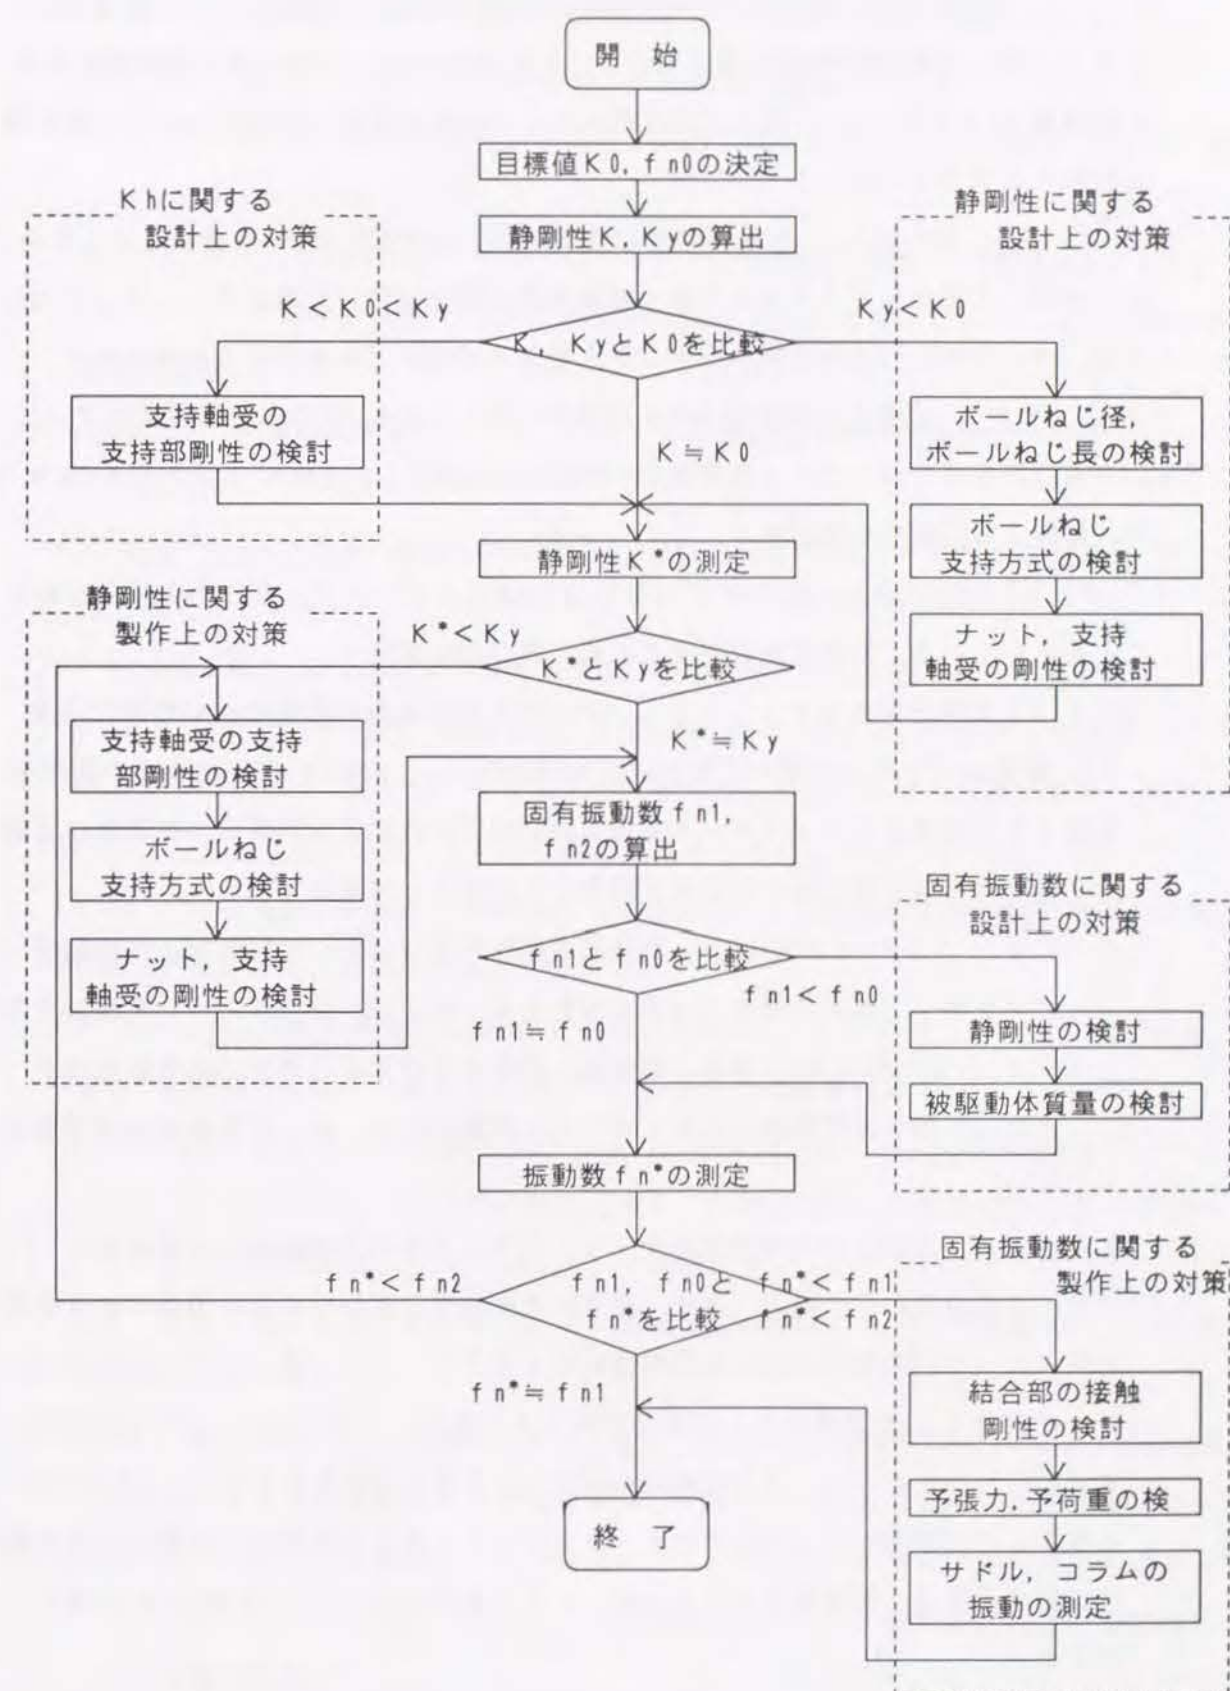 開 始
目標値K0, fn0の決定
Khに関する
設計上の対策
静剛性K, Kyの算出
静剛性に関する
設計上の対策
K<K0<Ky
Ky<K0
K, KyとK0を比較
支持軸受の
支持部剛性の検討
K≒K0
ボールねじ径,
ボールねじ長の検討
ボールねじ
支持方式の検討
ナット, 支持
軸受の剛性の検討
静剛性K*の測定
静剛性に関する
製作上の対策
K*<Ky
K*とKyを比較
K*≒Ky
支持軸受の支持
部剛性の検討
ボールねじ
支持方式の検討
ナット, 支持
軸受の剛性の検討
固有振動数fn1,
fn2の算出
固有振動数に関する
設計上の対策
fn1とfn0を比較
fn1<fn0
fn1≒fn0
静剛性の検討
被駆動体質量の検討
振動数fn*の測定
固有振動数に関する
製作上の対策
fn*<fn2
fn1, fn0と
fn*を比較
fn*<fn1
fn*<fn2
fn*≒fn1
結合部の接触
剛性の検討
予張力,予荷重の検
サドル, コラムの
振動の測定
終 了